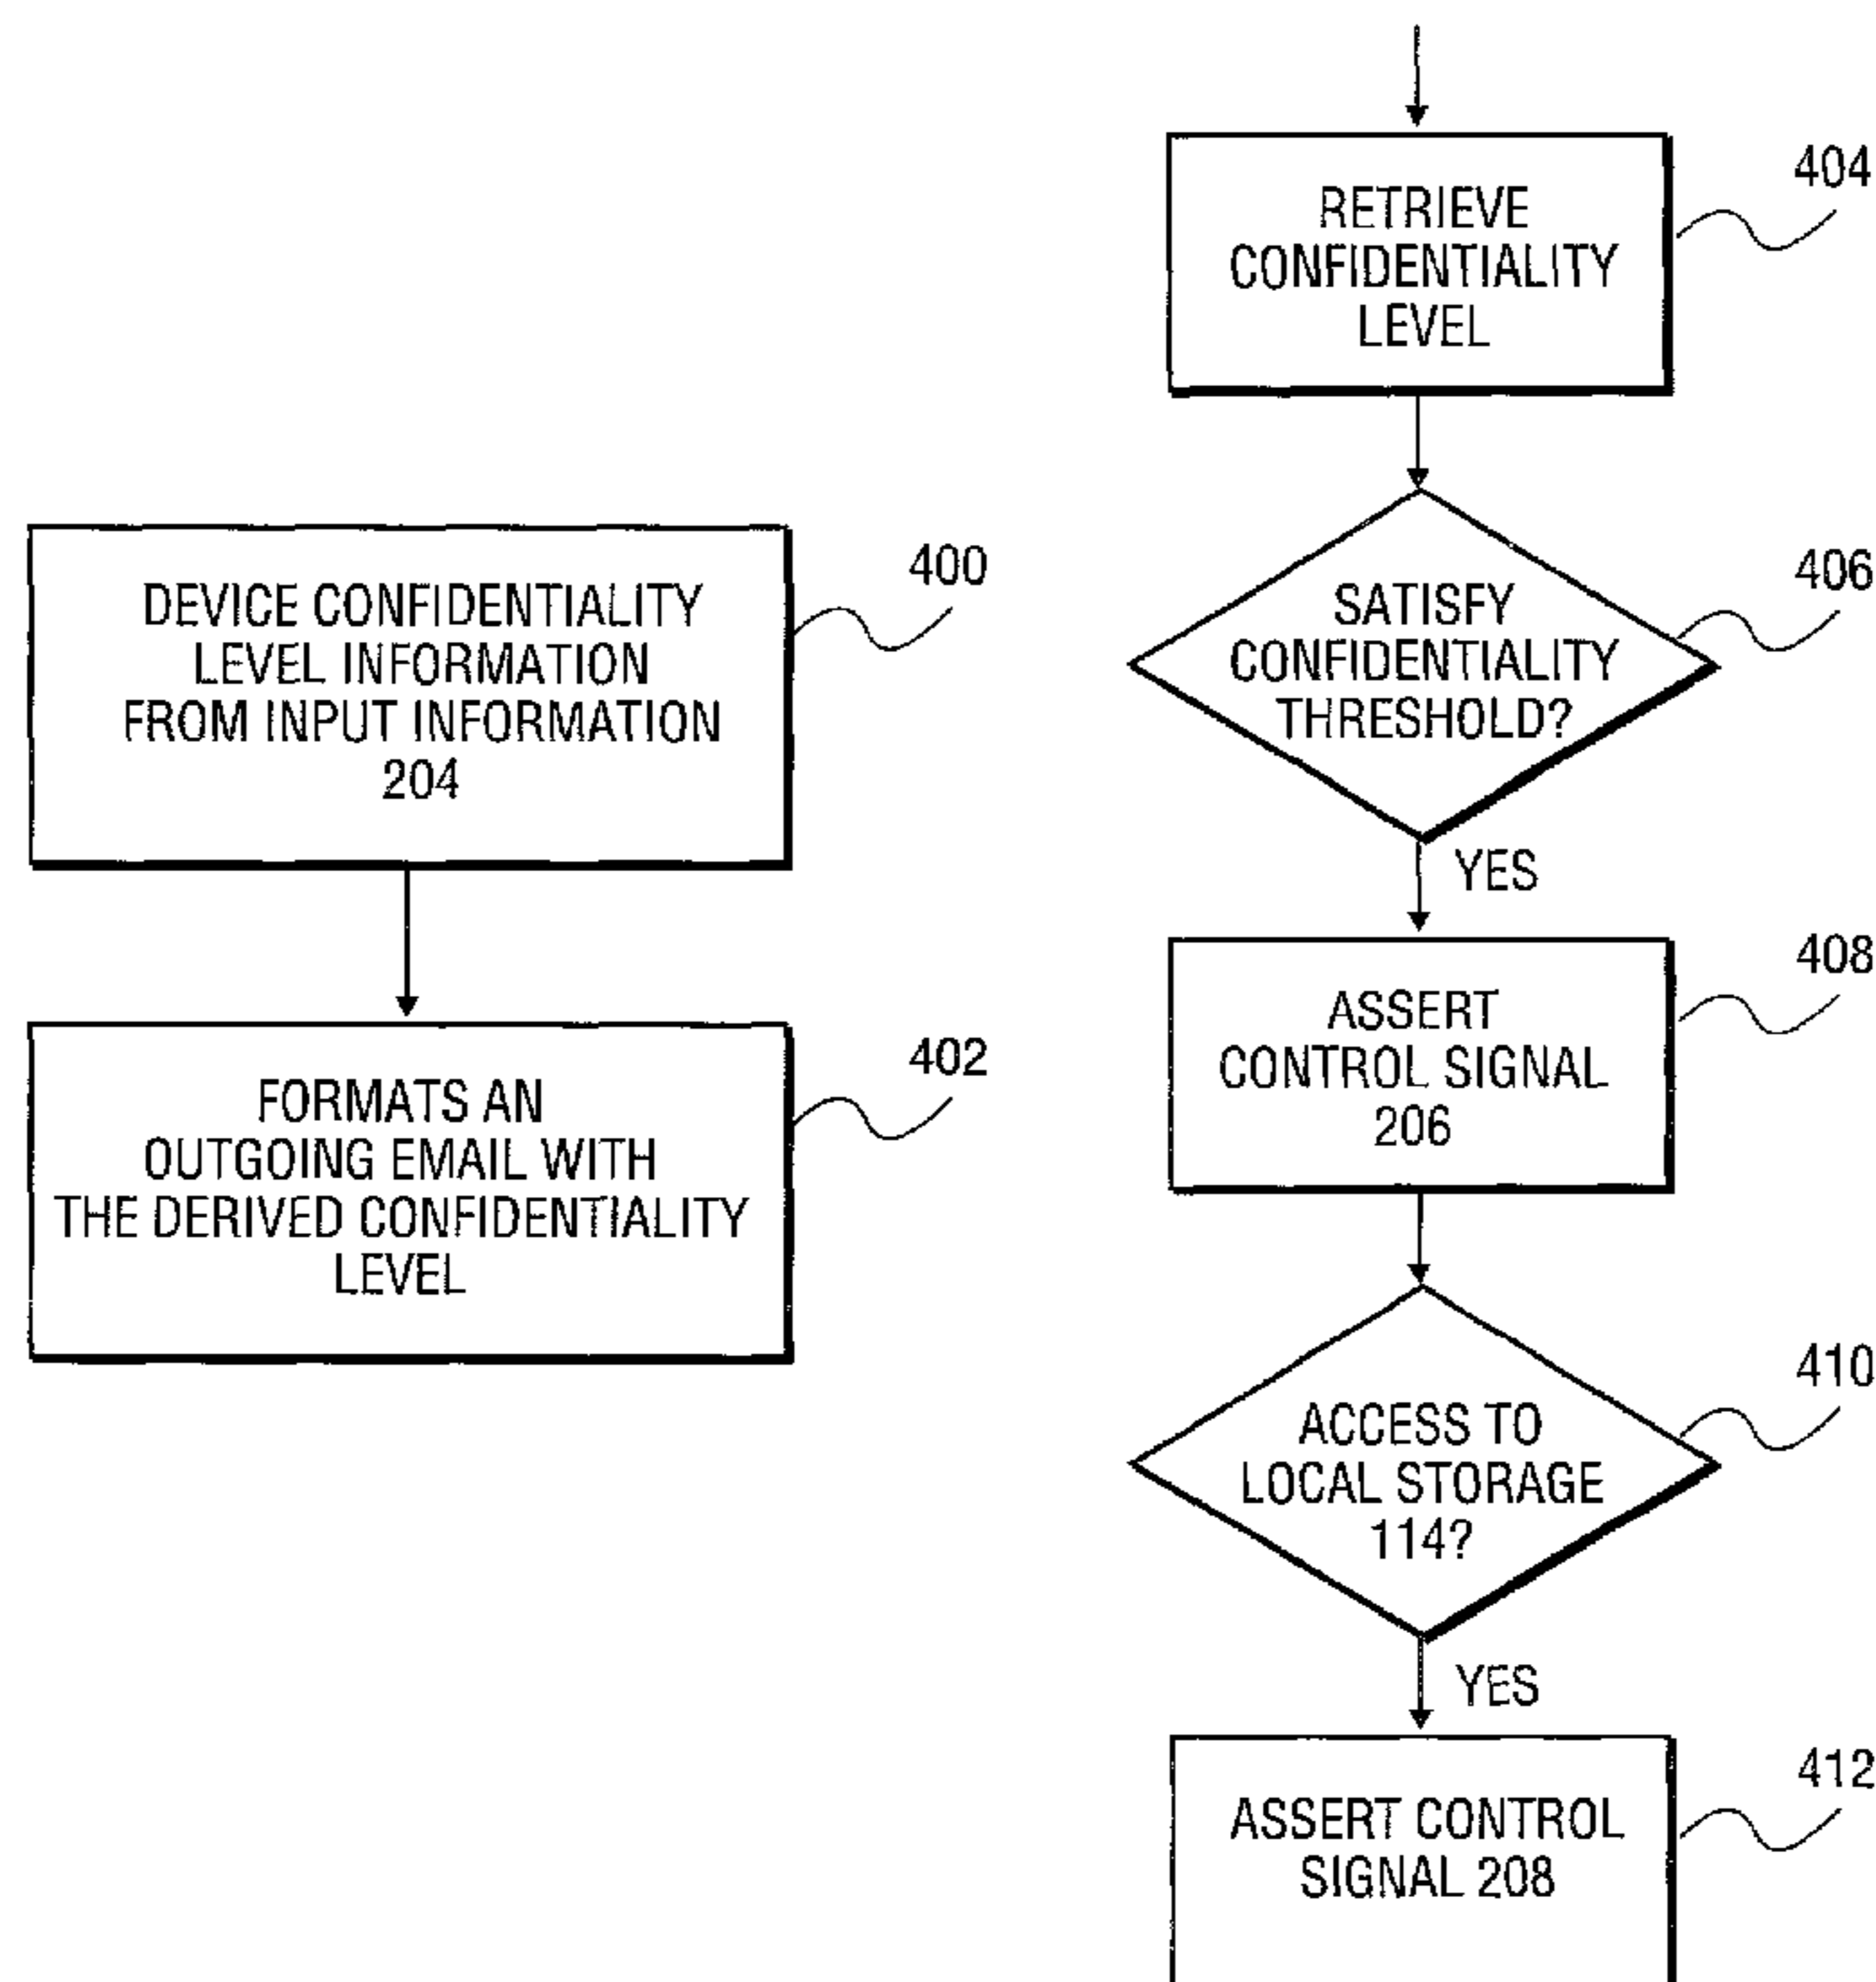 DEVICE CONFIDENTIALITY
LEVEL INFORMATION
FROM INPUT INFORMATION
204
400
FORMATS AN
OUTGOING EMAIL WITH
THE DERIVED CONFIDENTIALITY
LEVEL
402
RETRIEVE
CONFIDENTIALITY
LEVEL
404
SATISFY
CONFIDENTIALITY
THRESHOLD?
406
YES
ASSERT
CONTROL SIGNAL
206
408
ACCESS TO
LOCAL STORAGE
114?
410
YES
ASSERT CONTROL
SIGNAL 208
412